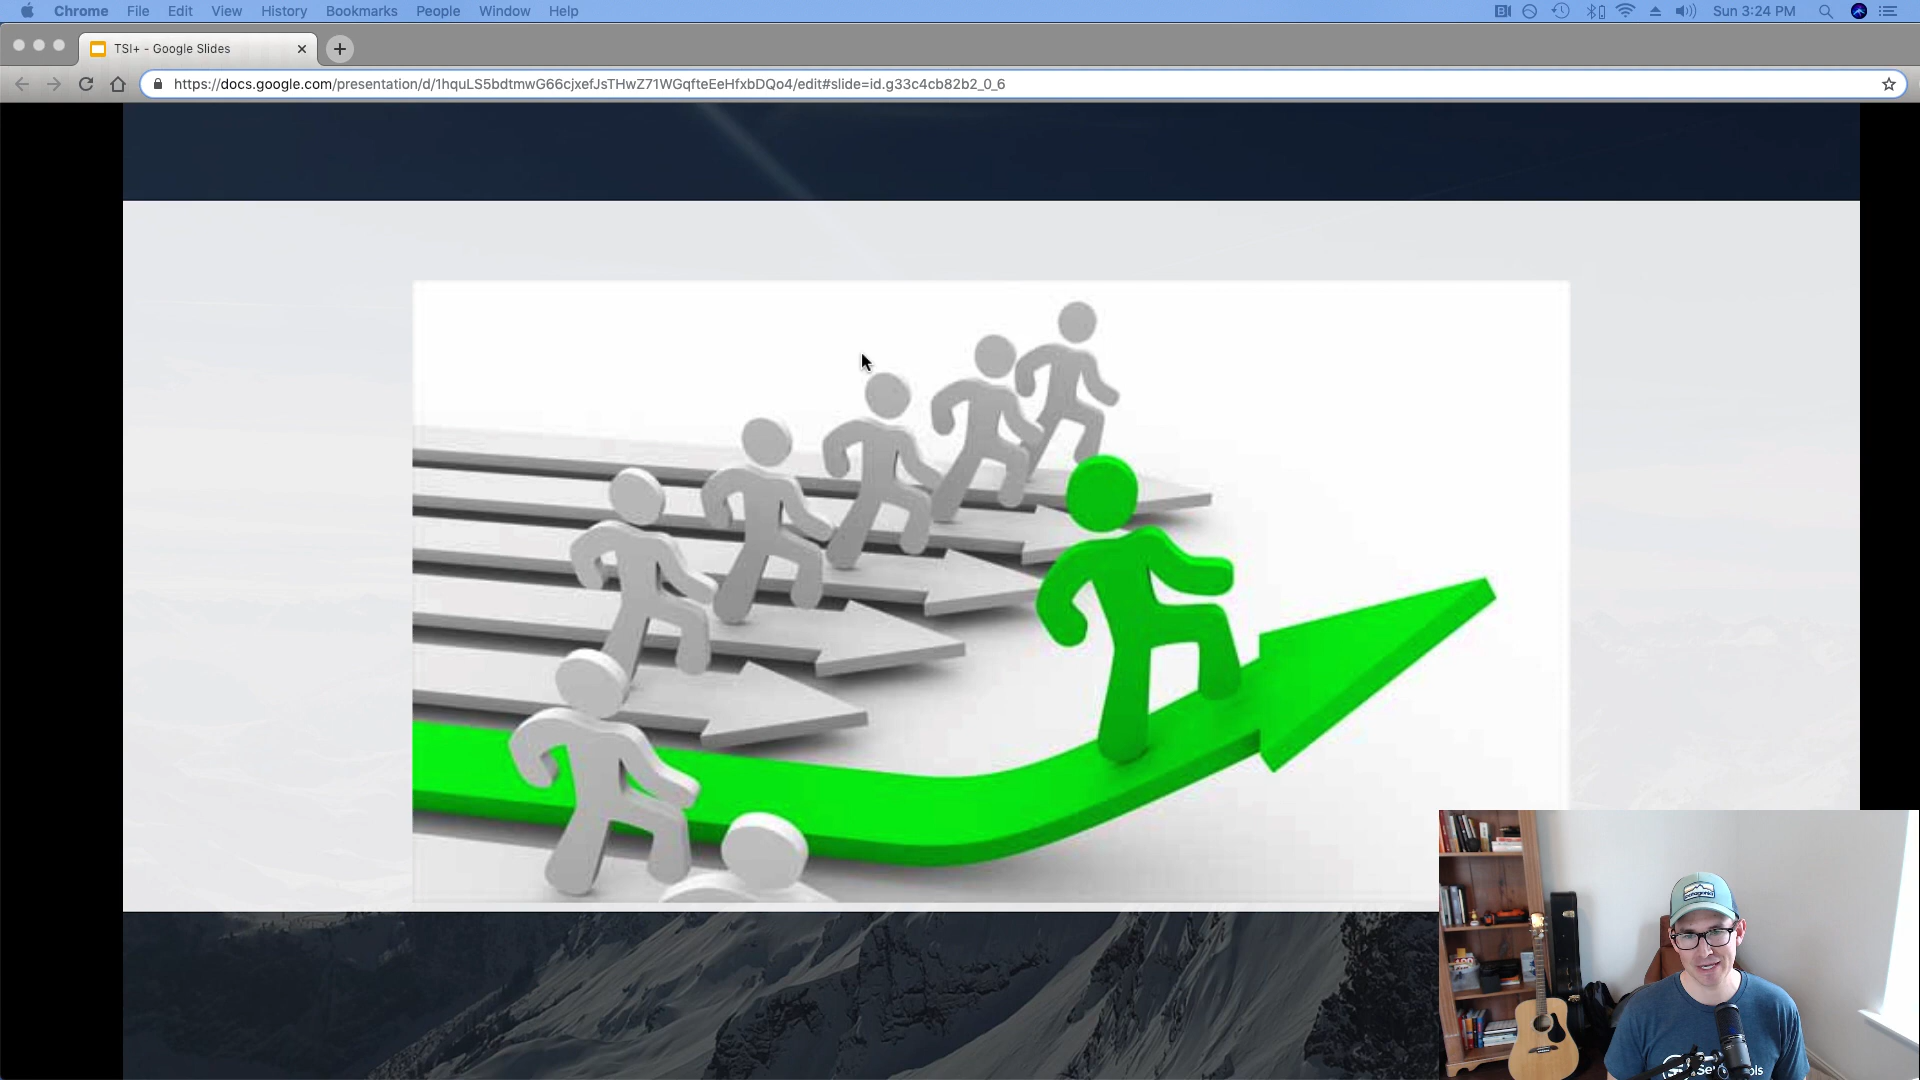 Chrome File Edit View History Bookmarks People Window Help Sun 3:24 PM
TSI+ - Google Slides
https://docs.google.com/presentation/d/1hquLS5bdtmwG66cjxefJsTHwZ71WGqfteEeHfxbDQo4/edit#slide=id.g33c4cb82b2_0_6
patagonia